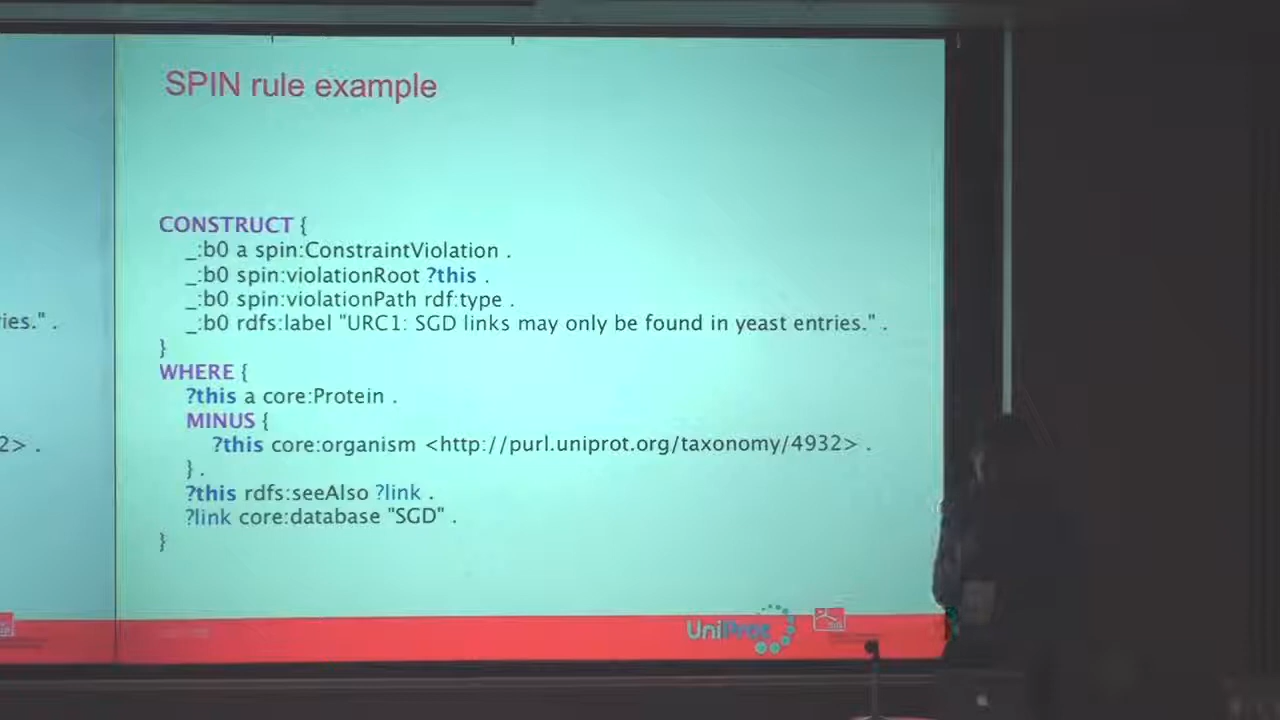 SPIN rule example
CONSTRUCT {
_:b0 a spin:ConstraintViolation .
_:b0 spin:violationRoot ?this .
_:b0 spin:violationPath rdf:type .
ies." .
_:b0 rdfs:label "URC1: SGD links may only be found in yeast entries." .
}
WHERE {
?this a core:Protein .
MINUS {
2> .
?this core:organism <http://purl.uniprot.org/taxonomy/4932> .
} .
?this rdfs:seeAlso ?link .
?link core:database "SGD" .
}
UniProt